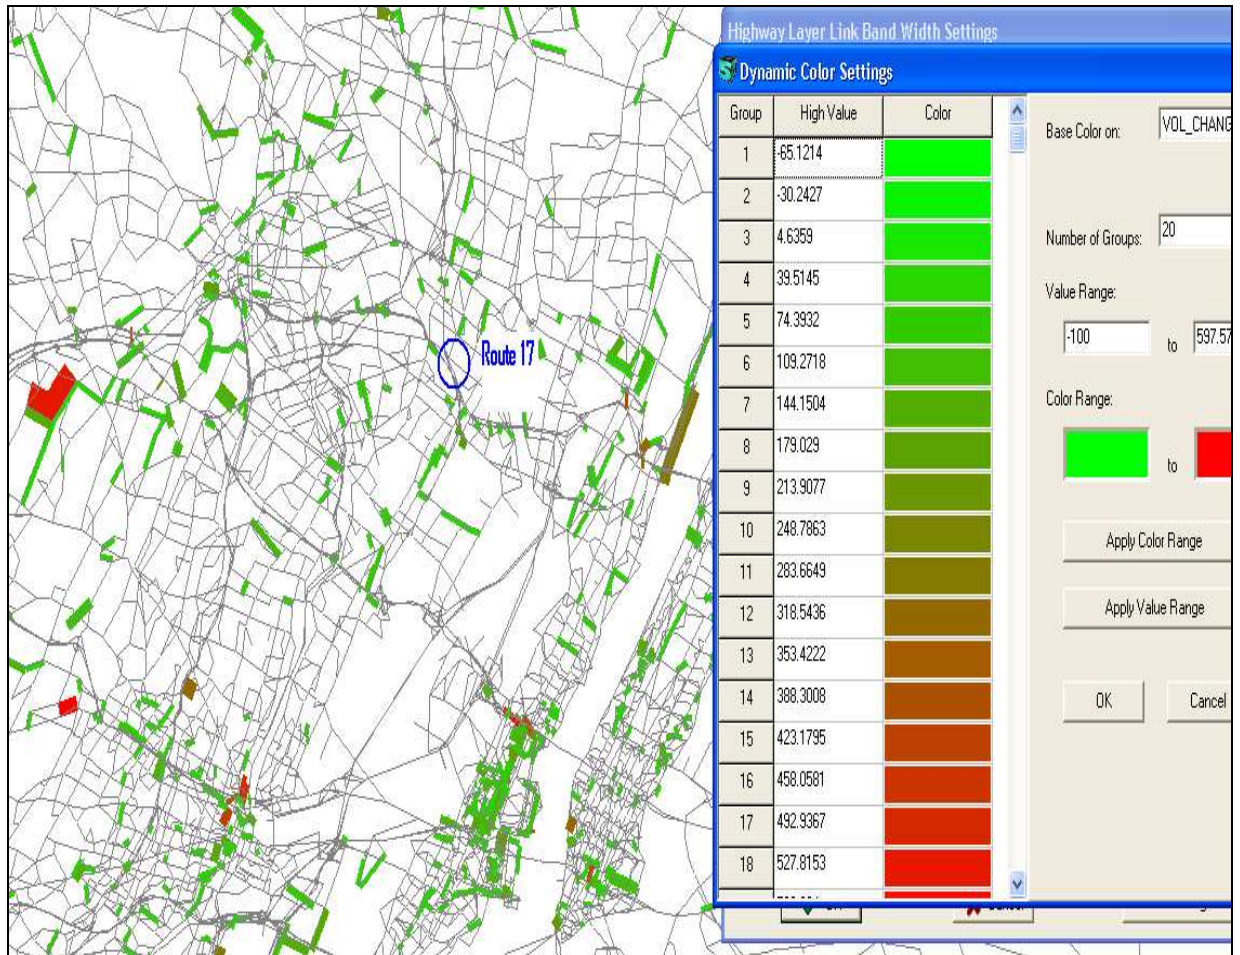 Highway Layer Link Band Width Settings
Dynamic Color Settings
Group High Value Color
1 -65.1214
2 -30.2427
3 4.6359
4 39.5145
5 74.3932
6 109.2718
7 144.1504
8 179.029
9 213.9077
10 248.7863
11 283.6649
12 318.5436
13 353.4222
14 388.3008
15 423.1795
16 458.0581
17 492.9367
18 527.8153
Base Color on: VOL_CHANG
Number of Groups: 20
Value Range:
-100 to 597.57
Color Range:
to
Apply Color Range
Apply Value Range
OK Cancel
Route 17